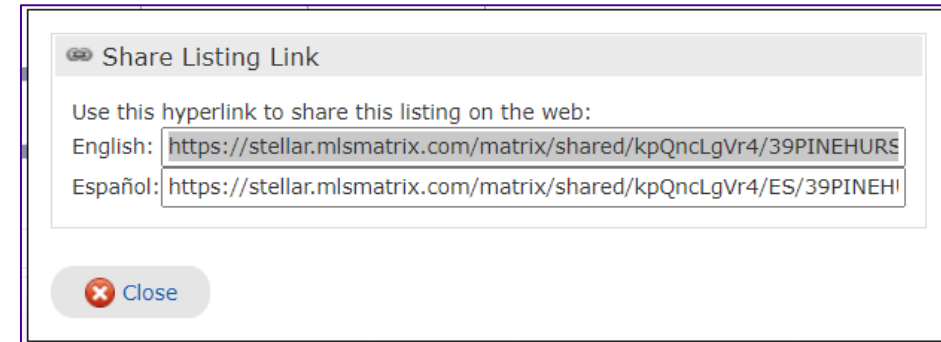 Share Listing Link
Use this hyperlink to share this listing on the web:
English: https://stellar.mlsmatrix.com/matrix/shared/kpQncLgVr4/39PINEHURS
Español: https://stellar.mlsmatrix.com/matrix/shared/kpQncLgVr4/ES/39PINEH
Close